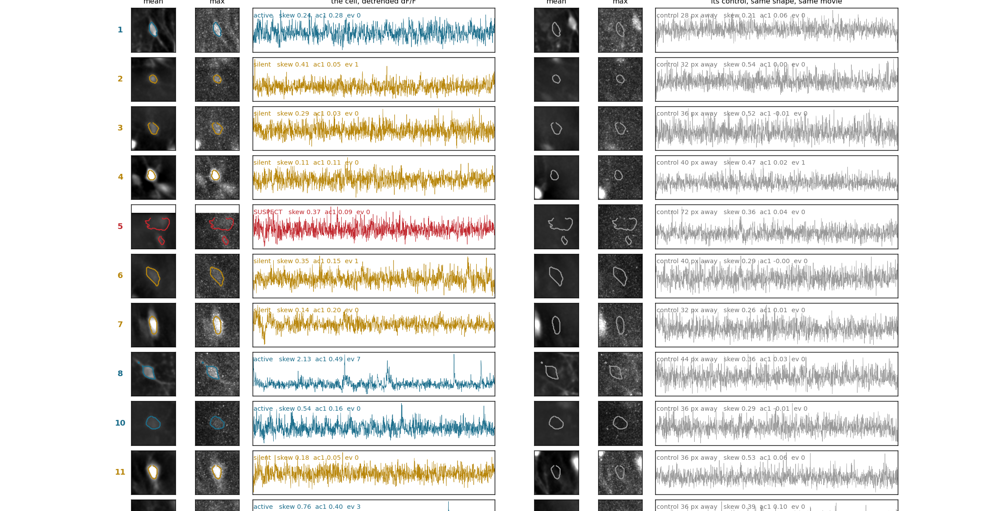 mean max the cell, detrended dF/F mean max its control, same shape, same movie
1 active skew 0.24 ac1 0.28 ev 0 control 28 px away skew 0.21 ac1 0.06 ev 0
2 silent skew 0.41 ac1 0.05 ev 1 control 32 px away skew 0.54 ac1 0.00 ev 0
3 silent skew 0.29 ac1 0.03 ev 0 control 36 px away skew 0.52 ac1 -0.01 ev 0
4 silent skew 0.11 ac1 0.11 ev 0 control 40 px away skew 0.47 ac1 0.02 ev 1
5 SUSPECT skew 0.37 ac1 0.09 ev 0 control 72 px away skew 0.36 ac1 0.04 ev 0
6 silent skew 0.35 ac1 0.15 ev 1 control 40 px away skew 0.29 ac1 -0.00 ev 0
7 silent skew 0.14 ac1 0.20 ev 0 control 32 px away skew 0.26 ac1 0.01 ev 0
8 active skew 2.13 ac1 0.49 ev 7 control 44 px away skew 0.36 ac1 0.03 ev 0
10 active skew 0.54 ac1 0.16 ev 0 control 36 px away skew 0.29 ac1 -0.01 ev 0
11 silent skew 0.18 ac1 0.05 ev 0 control 36 px away skew 0.53 ac1 0.06 ev 0
active skew 0.76 ac1 0.40 ev 3 control 36 px away skew 0.39 ac1 0.10 ev 0